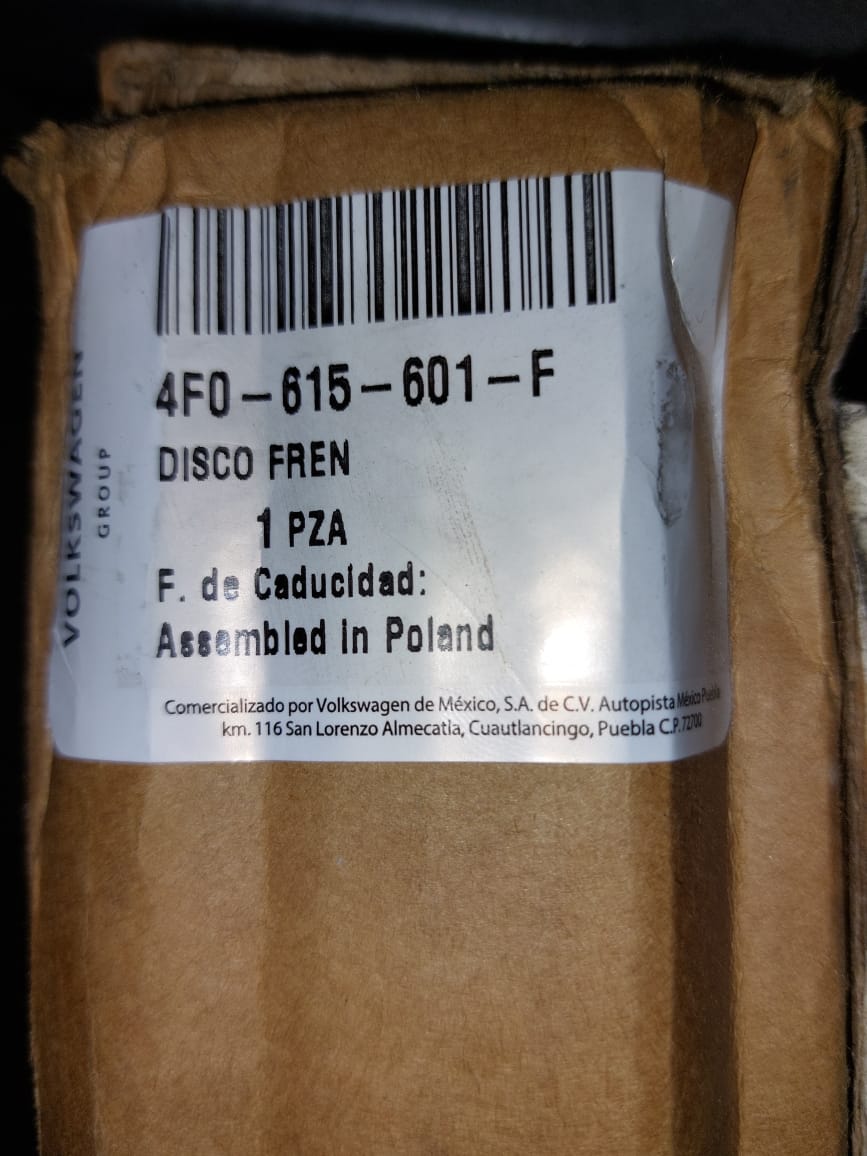 VOLKSWAGEN
GROUP
4F0-615-601-F
DISCO FREN
1 PZA
F. de Caducidad:
Assembled in Poland
Comercializado por Volkswagen de México, S.A. de C.V. Autopista México Puebla
km. 116 San Lorenzo Almecatla, Cuautlancingo, Puebla C.P. 72700